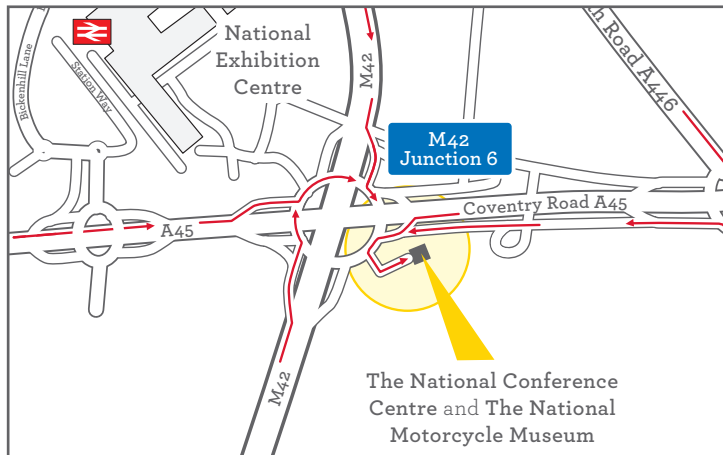 Bickenhill Lane
Station Way
National
Exhibition
Centre
M42
Road A446
M42
Junction 6
Coventry Road A45
A45
M42
The National Conference
Centre and The National
Motorcycle Museum